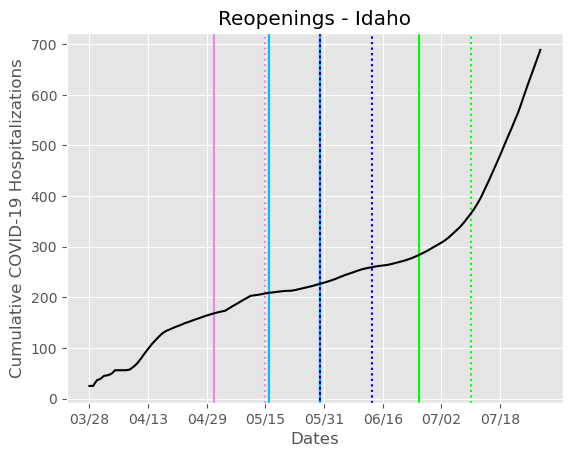 Reopenings - Idaho
Cumulative COVID-19 Hospitalizations
700
600
500
400
300
200
100
0
03/28 04/13 04/29 05/15 05/31 06/16 07/02 07/18
Dates